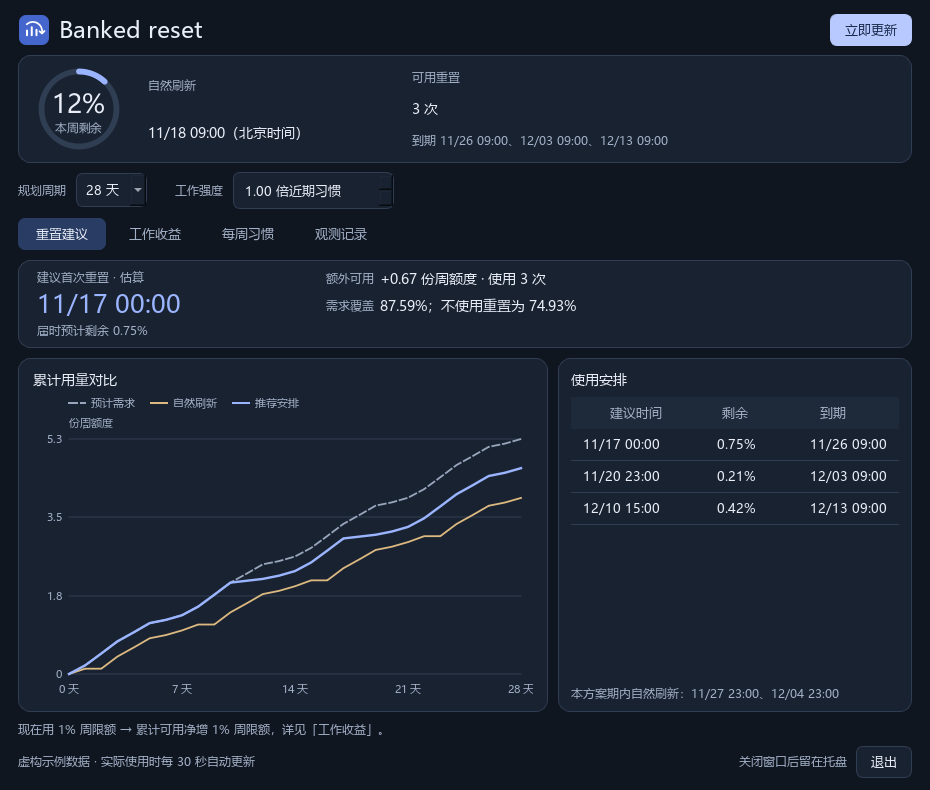 Banked reset
立即更新
12%
本周剩余
自然刷新
11/18 09:00（北京时间）
可用重置
3 次
到期 11/26 09:00、12/03 09:00、12/13 09:00
规划周期
28 天
工作强度
1.00 倍近期习惯
重置建议
工作收益
每周习惯
观测记录
建议首次重置 · 估算
11/17 00:00
届时预计剩余 0.75%
额外可用 +0.67 份周额度 · 使用 3 次
需求覆盖 87.59%；不使用重置为 74.93%
累计用量对比
预计需求
自然刷新
推荐安排
份周额度
5.3
3.5
1.8
0
0 天
7 天
14 天
21 天
28 天
使用安排
建议时间 剩余 到期
11/17 00:00 0.75% 11/26 09:00
11/20 23:00 0.21% 12/03 09:00
12/10 15:00 0.42% 12/13 09:00
本方案期内自然刷新：11/27 23:00、12/04 23:00
现在用 1% 周限额 → 累计可用净增 1% 周限额，详见「工作收益」。
虚构示例数据 · 实际使用时每 30 秒自动更新
关闭窗口后留在托盘
退出